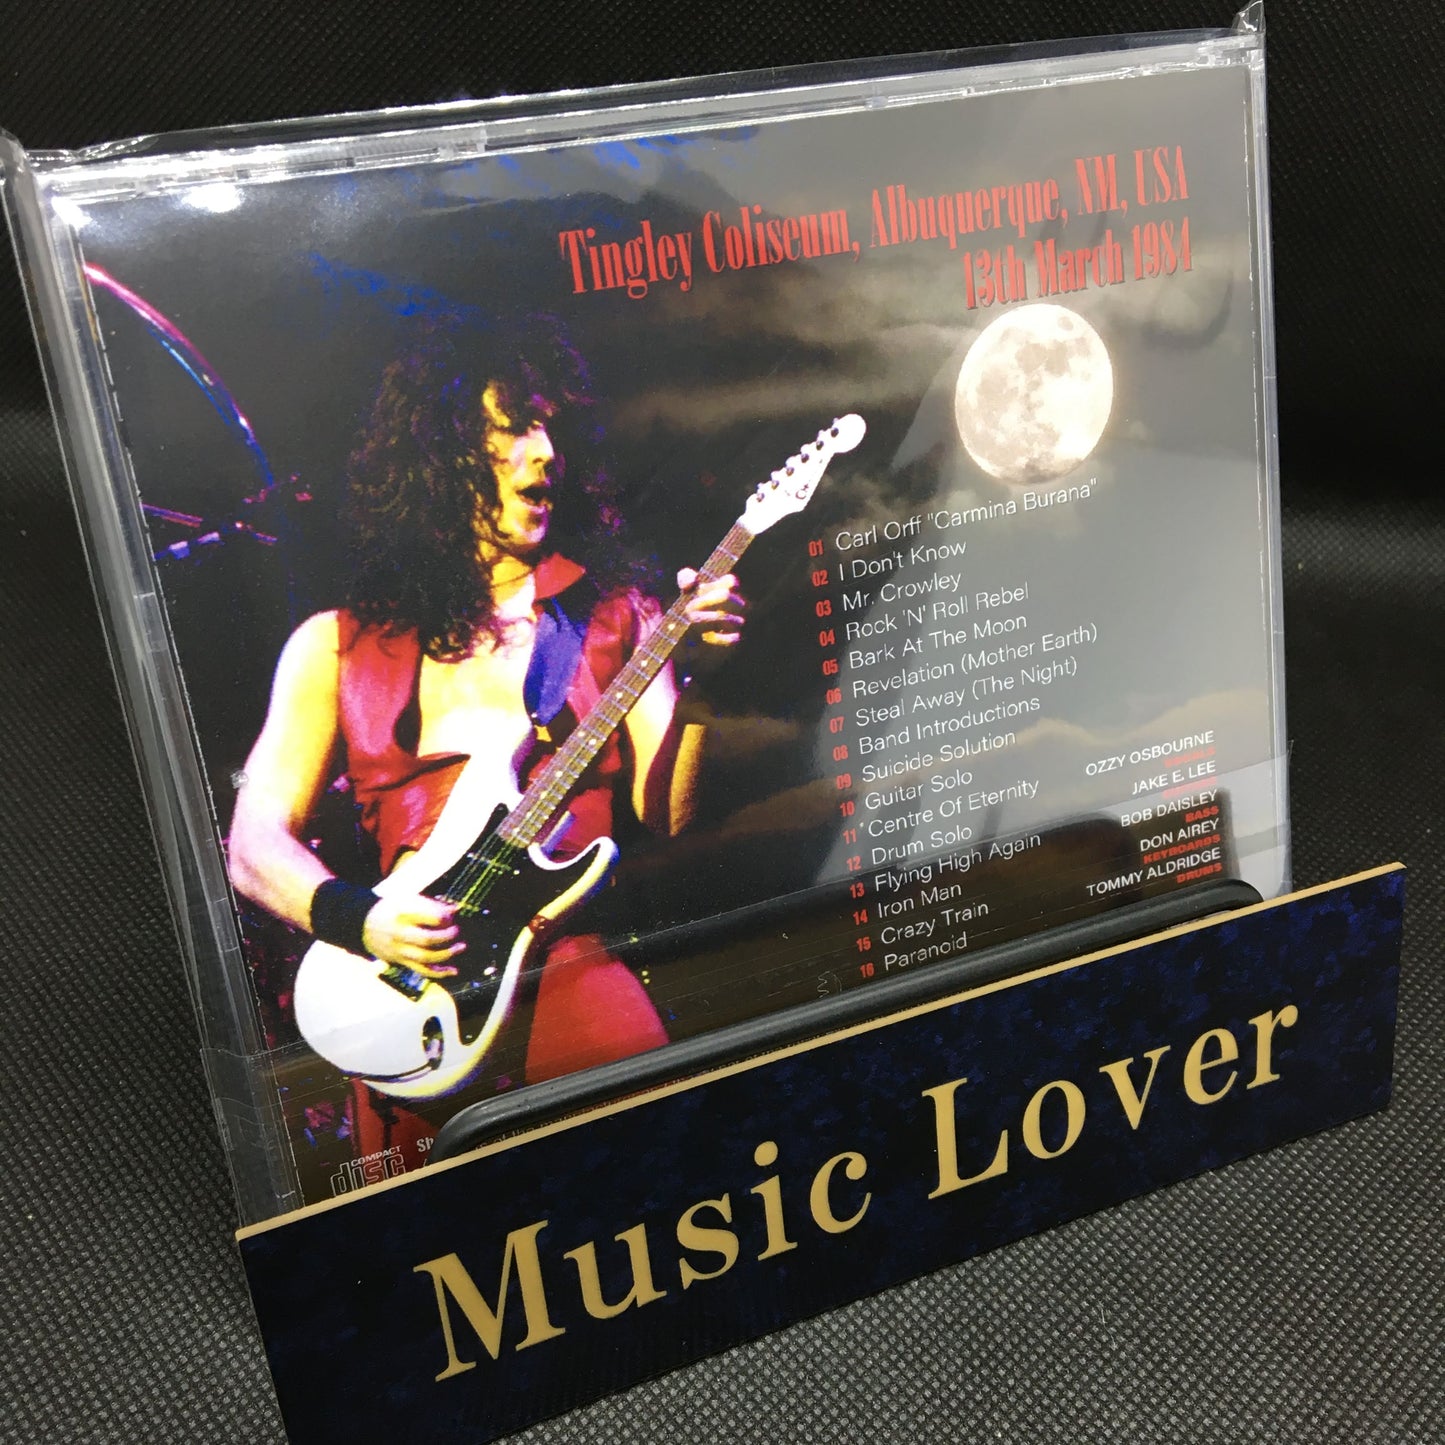 Tingley Coliseum, Albuquerque, NM, USA
13th March 1984
01 Carl Orff "Carmina Burana"
02 I Don't Know
03 Mr. Crowley
04 Rock 'N' Roll Rebel
05 Bark At The Moon
06 Revelation (Mother Earth)
07 Steal Away (The Night)
08 Band Introductions
09 Suicide Solution
10 Guitar Solo
11 Centre Of Eternity
12 Drum Solo
13 Flying High Again
14 Iron Man
15 Crazy Train
16 Paranoid
OZZY OSBOURNE
JAKE E. LEE
BOB DAISLEY
BASS
DON AIREY
KEYBOARDS
TOMMY ALDRIDGE
DRUMS
COMPACT
disc
Music Lover